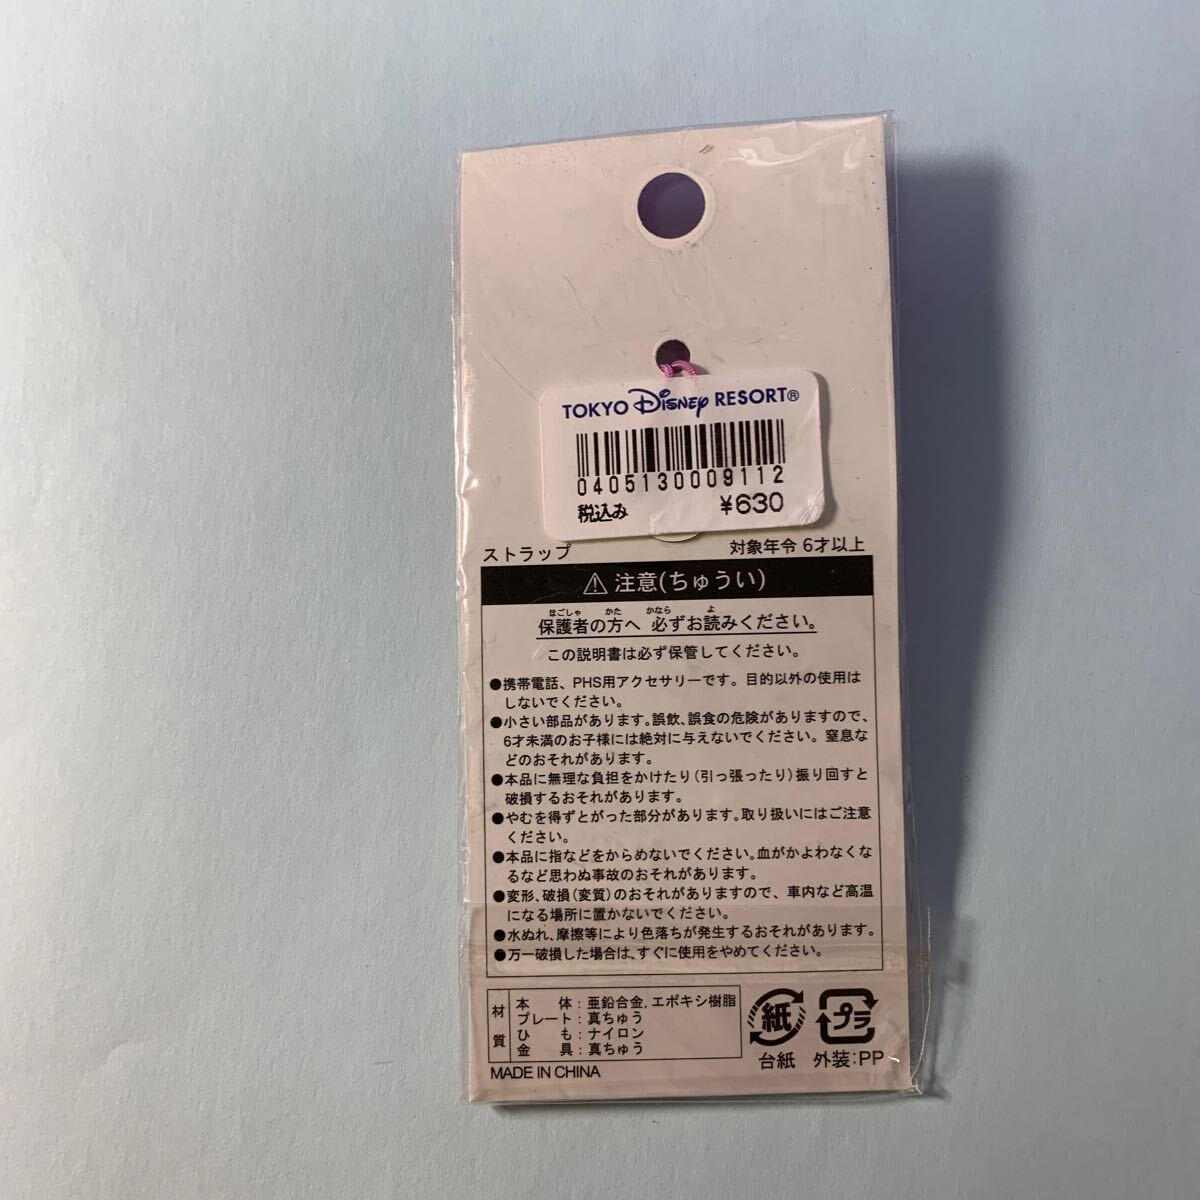 TOKYO Disney RESORT®
0405130009112
税込み ¥630
ストラップ 対象年令 6才以上
⚠ 注意(ちゅうい)
ほごしゃ かた かなら よ
保護者の方へ 必ずお読みください。
この説明書は必ず保管してください。
●携帯電話、PHS用アクセサリーです。目的以外の使用は
しないでください。
●小さい部品があります。誤飲、誤食の危険がありますので、
6才未満のお子様には絶対に与えないでください。窒息な
どのおそれがあります。
●本品に無理な負担をかけたり(引っ張ったり)振り回すと
破損するおそれがあります。
●やむを得ずとがった部分があります。取り扱いにはご注意
ください。
●本品に指などをからめないでください。血がかよわなくな
るなど思わぬ事故のおそれがあります。
●変形、破損(変質)のおそれがありますので、車内など高温
になる場所に置かないでください。
●水ぬれ、摩擦等により色落ちが発生するおそれがあります。
●万一破損した場合は、すぐに使用をやめてください。
材質
本体：亜鉛合金,エポキシ樹脂
プレート：真ちゅう
ひも：ナイロン
金具：真ちゅう
MADE IN CHINA
紙 プラ
台紙 外装：PP